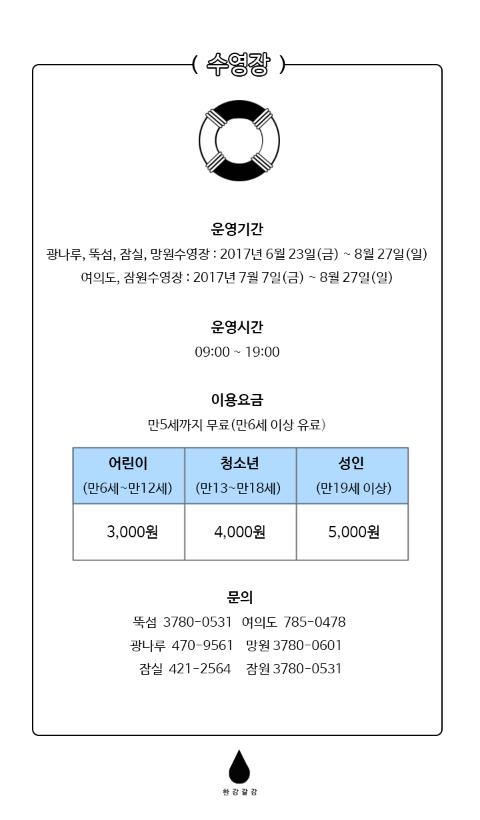 ( 수영장 )
운영기간
광나루, 뚝섬, 잠실, 망원수영장 : 2017년 6월 23일(금) ~ 8월 27일(일)
여의도, 잠원수영장 : 2017년 7월 7일(금) ~ 8월 27일(일)
운영시간
09:00 ~ 19:00
이용요금
만5세까지 무료(만6세 이상 유료)
어린이 청소년 성인
(만6세~만12세) (만13~만18세) (만19세 이상)
3,000원 4,000원 5,000원
문의
뚝섬 3780-0531 여의도 785-0478
광나루 470-9561 망원 3780-0601
잠실 421-2564 잠원 3780-0531
한강갈강